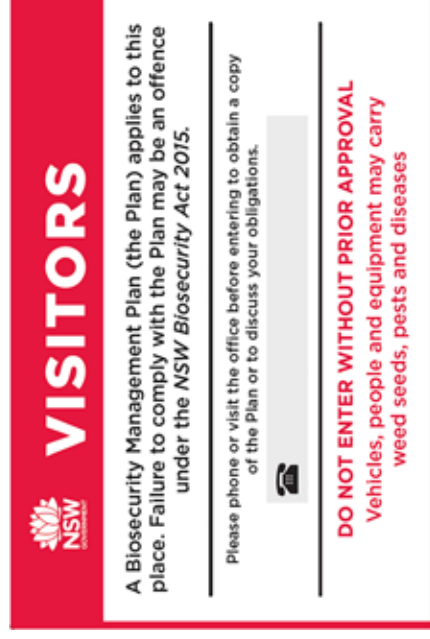 NSW
GOVERNMENT
VISITORS
A Biosecurity Management Plan (the Plan) applies to this
place. Failure to comply with the Plan may be an offence
under the NSW Biosecurity Act 2015.
Please phone or visit the office before entering to obtain a copy
of the Plan or to discuss your obligations.
DO NOT ENTER WITHOUT PRIOR APPROVAL
Vehicles, people and equipment may carry
weed seeds, pests and diseases